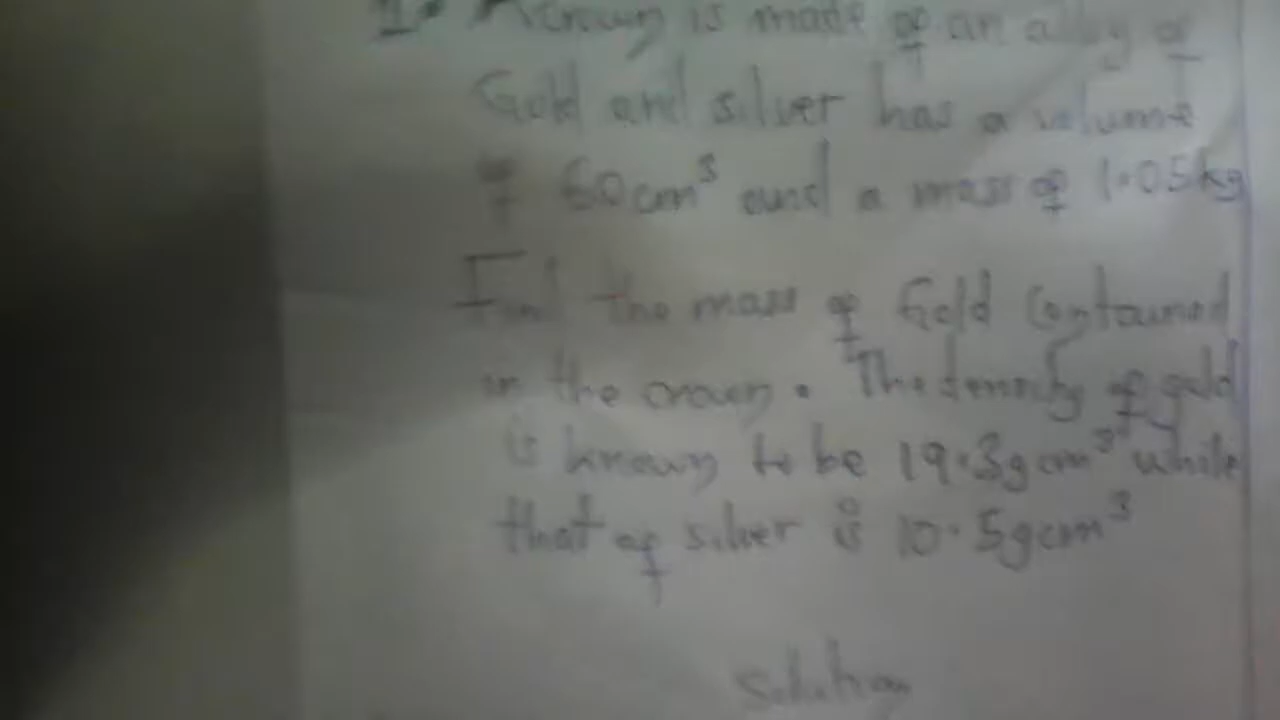 1. A crown is made of an alloy of
Gold and silver has a volume
of 60cm³ and a mass of 1.05kg
Find the mass of Gold contained
in the crown. The density of gold
is known to be 19.3gcm³ while
that of silver is 10.5gcm³
Solution